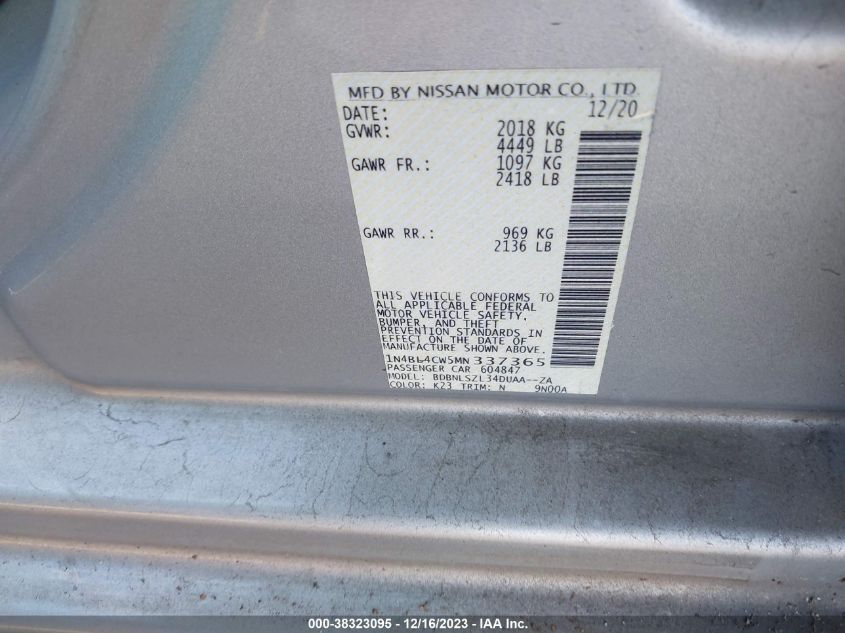 MFD BY NISSAN MOTOR CO., LTD.
DATE: 12/20
GVWR: 2018 KG
4449 LB
GAWR FR.: 1097 KG
2418 LB
GAWR RR.: 969 KG
2136 LB
THIS VEHICLE CONFORMS TO
ALL APPLICABLE FEDERAL
MOTOR VEHICLE SAFETY,
BUMPER, AND THEFT
PREVENTION STANDARDS IN
EFFECT ON THE DATE OF
MANUFACTURE SHOWN ABOVE.
1N4BL4CW5MN337365
PASSENGER CAR 604847
MODEL: BDBNLSZL34DUAA--ZA
COLOR: K23 TRIM: N 9N00A
000-38323095 - 12/16/2023 - IAA Inc.